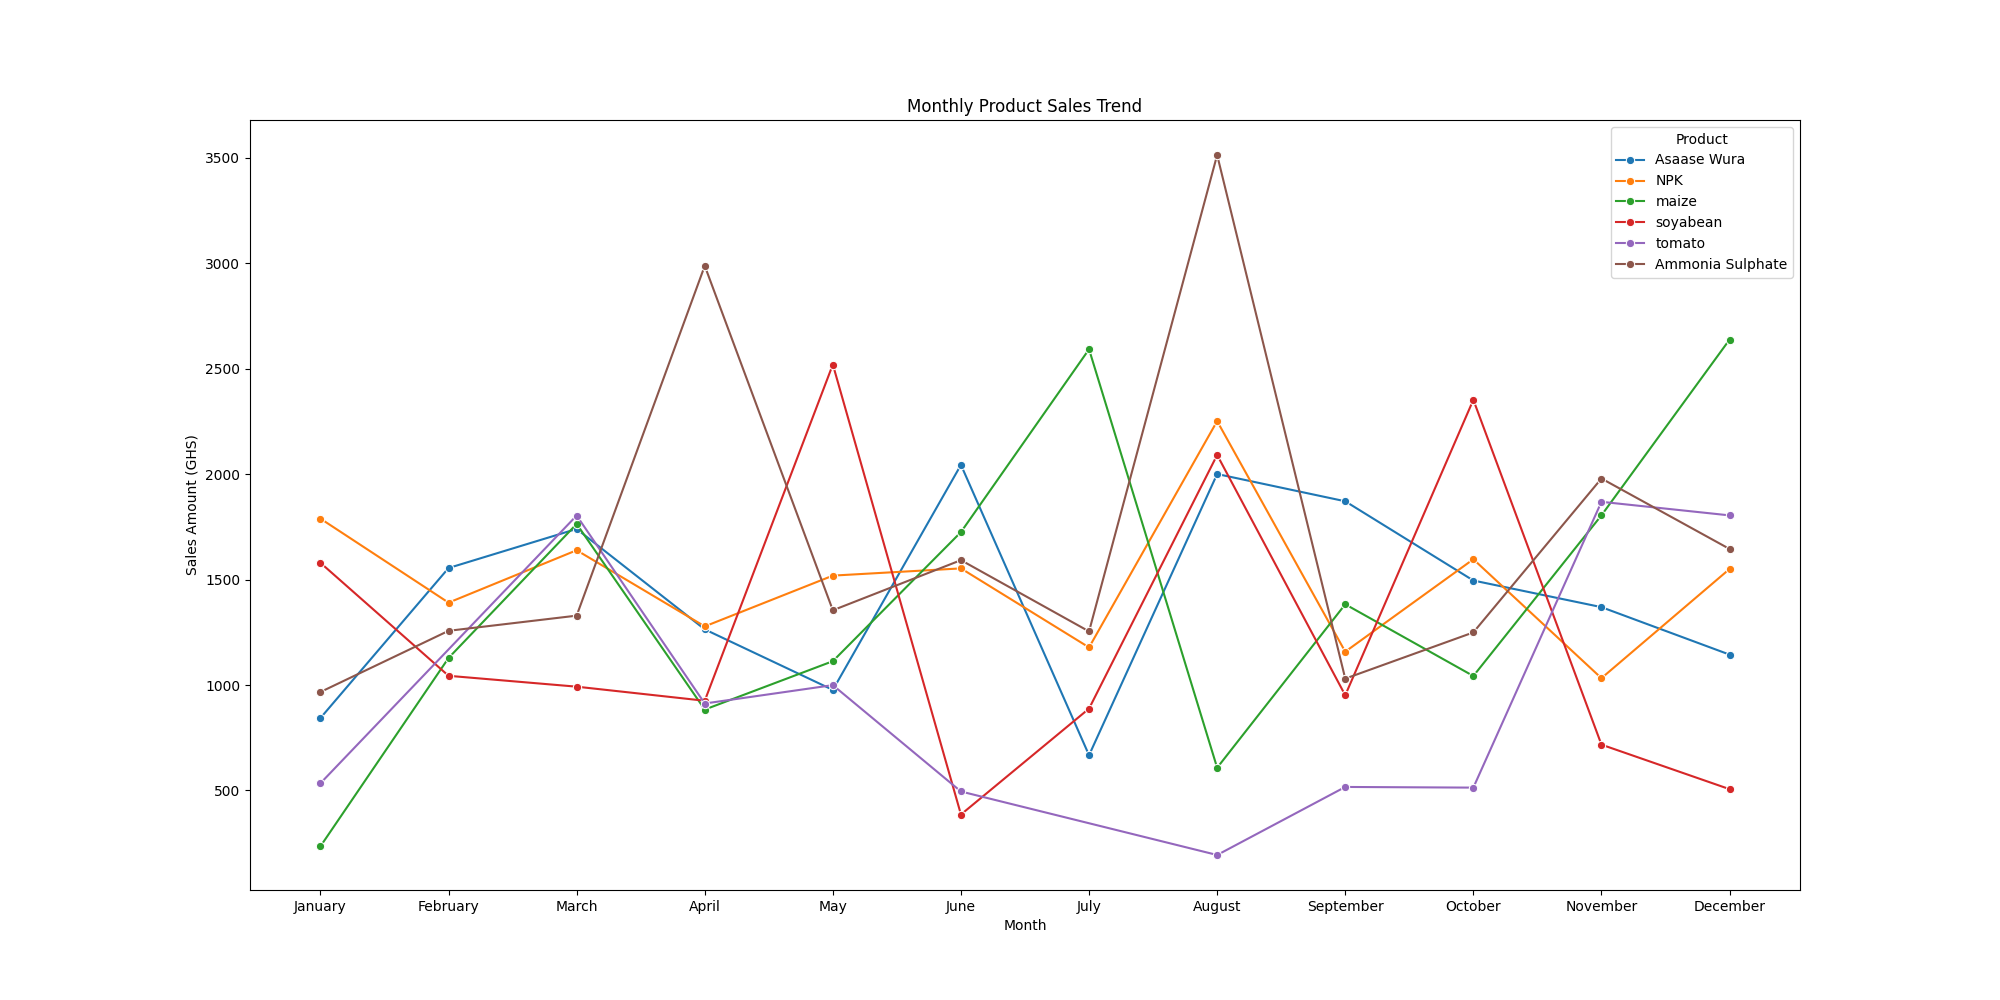 Monthly Product Sales Trend
Product
Asaase Wura
NPK
maize
soyabean
tomato
Ammonia Sulphate
Sales Amount (GHS)
3500
3000
2500
2000
1500
1000
500
January February March April May June July August September October November December
Month